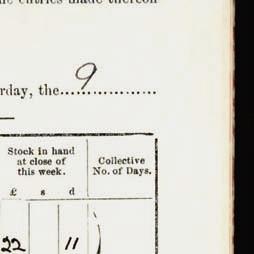 entries made thereon
rday, the 9
Stock in hand
at close of
this week.
Collective
No. of Days.
£ s d
22 11